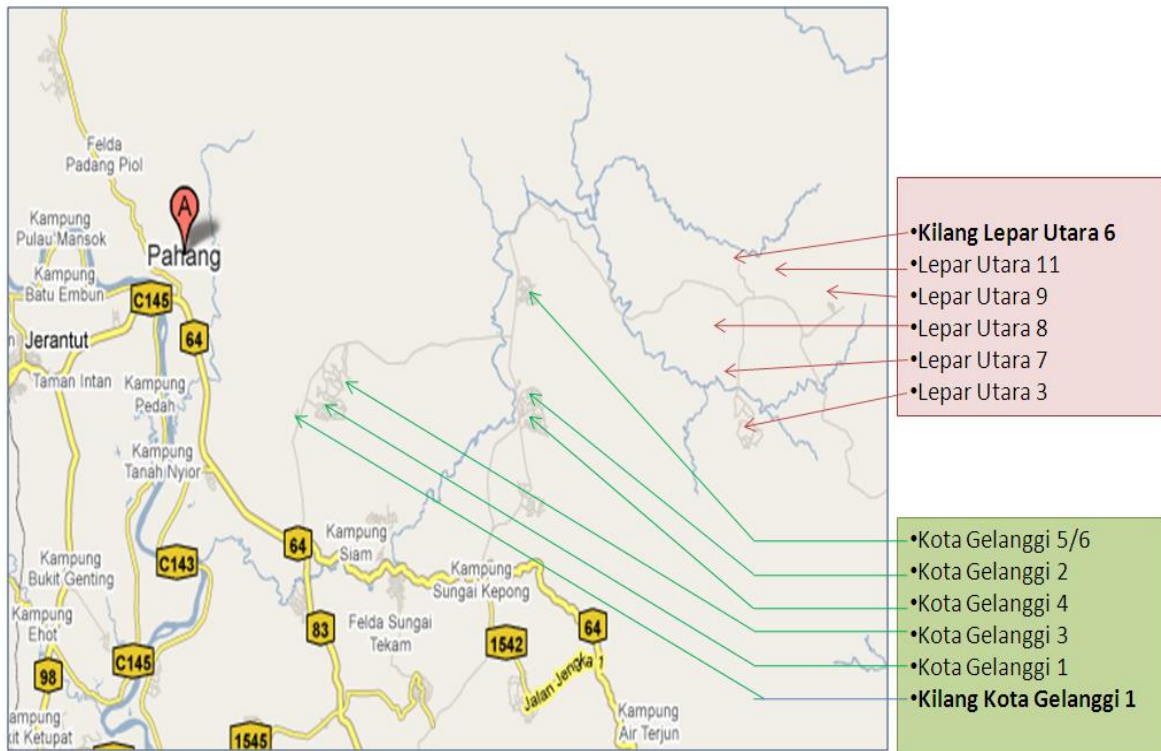 Felda
Padang Piol
A
Kampung
Pulau Mansok
Pahang
Kampung
Batu Embun
C145
64
Jerantut
Taman Intan
Kampung
Pedah
Kampung
Tanah Nyior
64
Kampung
Siam
Kampung
Sungai Kepong
C143
Kampung
Bukit Genting
83
Felda Sungai
Tekam
1542
64
Kampung
Ehot
C145
98
Jalan Jengka 1
Kampung
kit Ketupat
1545
Kampung
Air Terjun
•Kilang Lepar Utara 6
•Lepar Utara 11
•Lepar Utara 9
•Lepar Utara 8
•Lepar Utara 7
•Lepar Utara 3
•Kota Gelanggi 5/6
•Kota Gelanggi 2
•Kota Gelanggi 4
•Kota Gelanggi 3
•Kota Gelanggi 1
•Kilang Kota Gelanggi 1